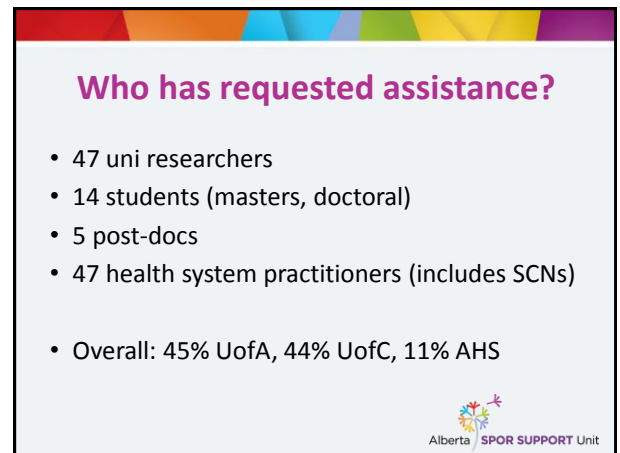 Who has requested assistance?
• 47 uni researchers
• 14 students (masters, doctoral)
• 5 post-docs
• 47 health system practitioners (includes SCNs)
• Overall: 45% UofA, 44% UofC, 11% AHS
Alberta SPOR SUPPORT Unit